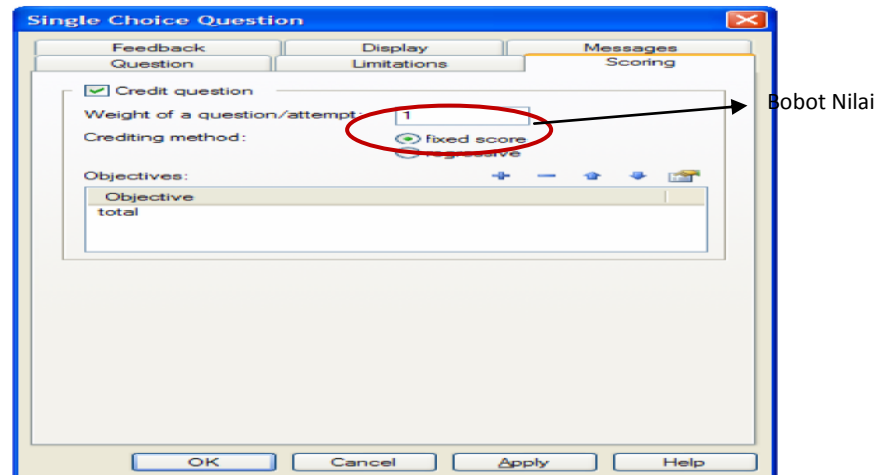 Single Choice Question
Feedback Display Messages
Question Limitations Scoring
Credit question
Weight of a question/attempt: 1
Bobot Nilai
Crediting method: fixed score
regressive
Objectives:
Objective
total
OK Cancel Apply Help